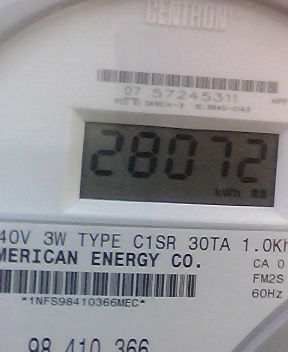 CENTRON
07 57245311
28072
kWh
40V 3W TYPE C1SR 30TA 1.0Kh
MERICAN ENERGY CO.
CA 0
FM2S
60Hz
*1NFS98410366MEC*
98 410 366